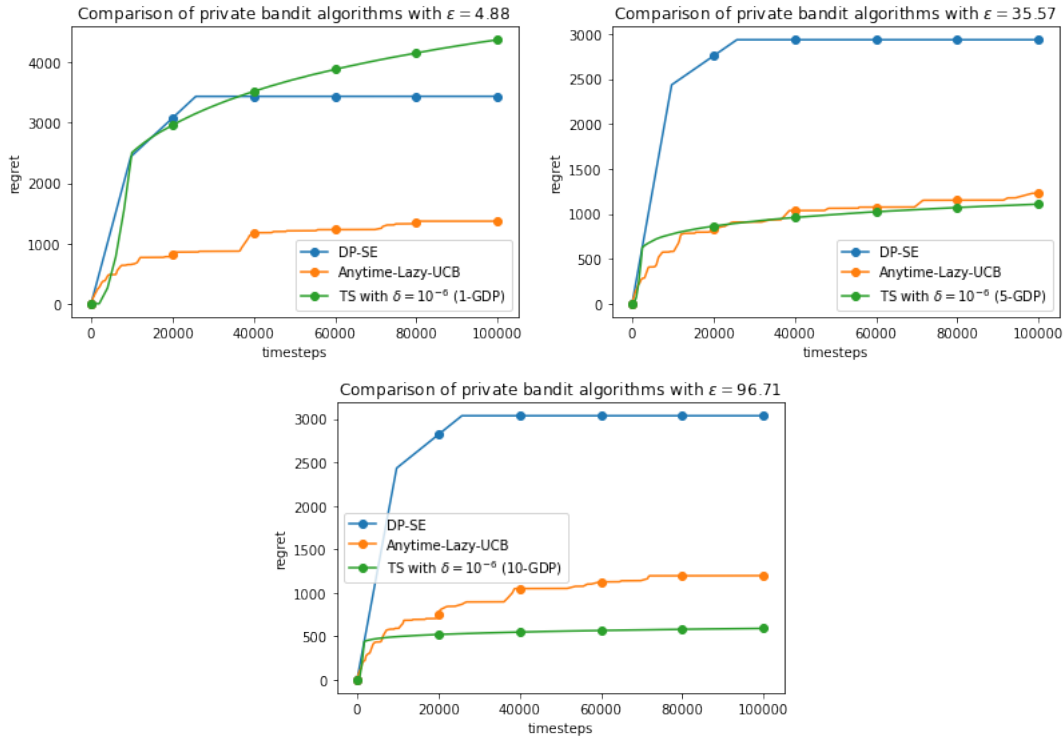 Comparison of private bandit algorithms with ε = 4.88
regret
4000
3000
2000
1000
0
DP-SE
Anytime-Lazy-UCB
TS with δ = 10⁻⁶ (1-GDP)
0 20000 40000 60000 80000 100000
timesteps
Comparison of private bandit algorithms with ε = 35.57
regret
3000
2500
2000
1500
1000
500
0
DP-SE
Anytime-Lazy-UCB
TS with δ = 10⁻⁶ (5-GDP)
0 20000 40000 60000 80000 100000
timesteps
Comparison of private bandit algorithms with ε = 96.71
regret
3000
2500
2000
1500
1000
500
0
DP-SE
Anytime-Lazy-UCB
TS with δ = 10⁻⁶ (10-GDP)
0 20000 40000 60000 80000 100000
timesteps